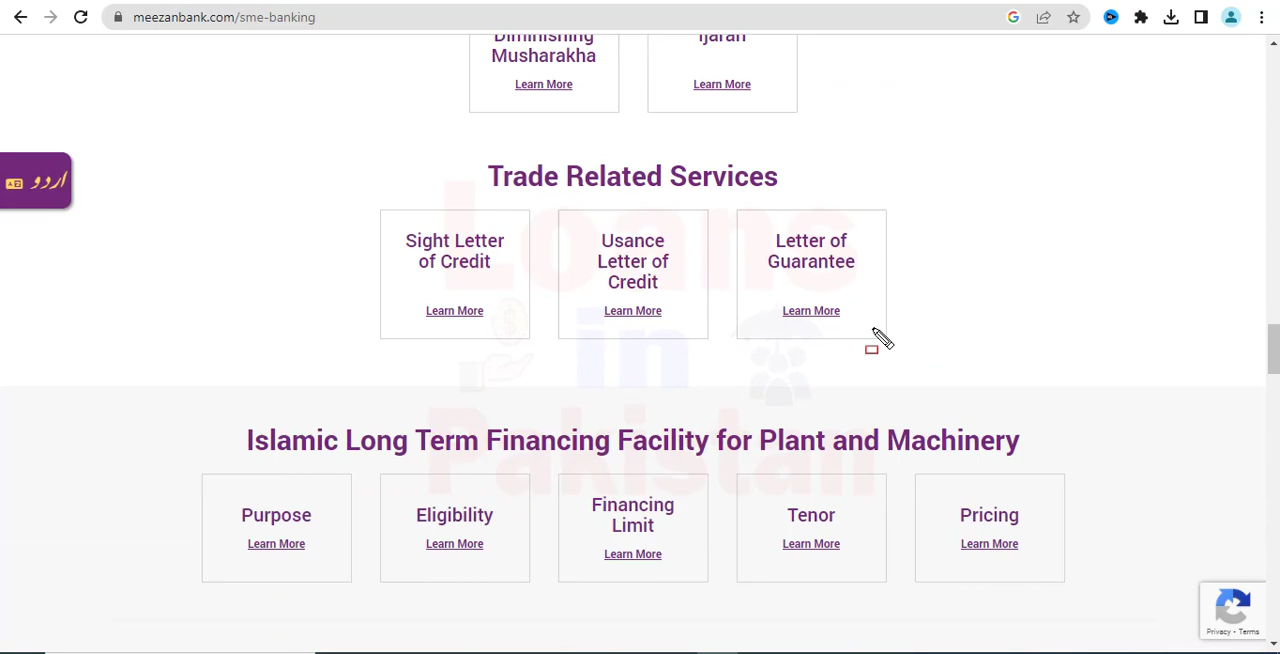 meezanbank.com/sme-banking
Diminishing
Musharakha
Ijarah
Learn More
Learn More
اردو
Trade Related Services
Sight Letter
of Credit
Learn More
Usance
Letter of
Credit
Learn More
Letter of
Guarantee
Learn More
Loans
in
Pakistan
Islamic Long Term Financing Facility for Plant and Machinery
Purpose
Learn More
Eligibility
Learn More
Financing
Limit
Learn More
Tenor
Learn More
Pricing
Learn More
Privacy - Terms